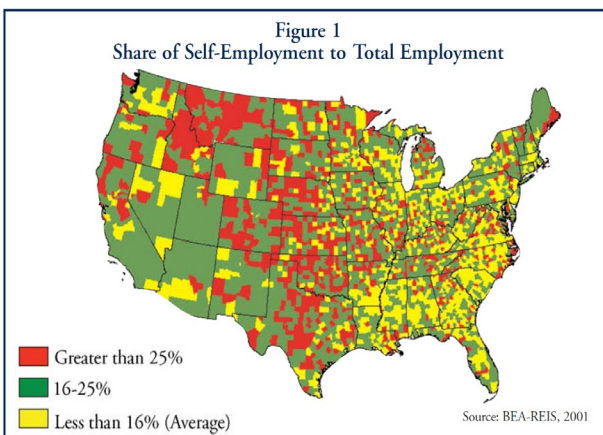 Figure 1
Share of Self-Employment to Total Employment
Greater than 25%
16-25%
Less than 16% (Average)
Source: BEA-REIS, 2001